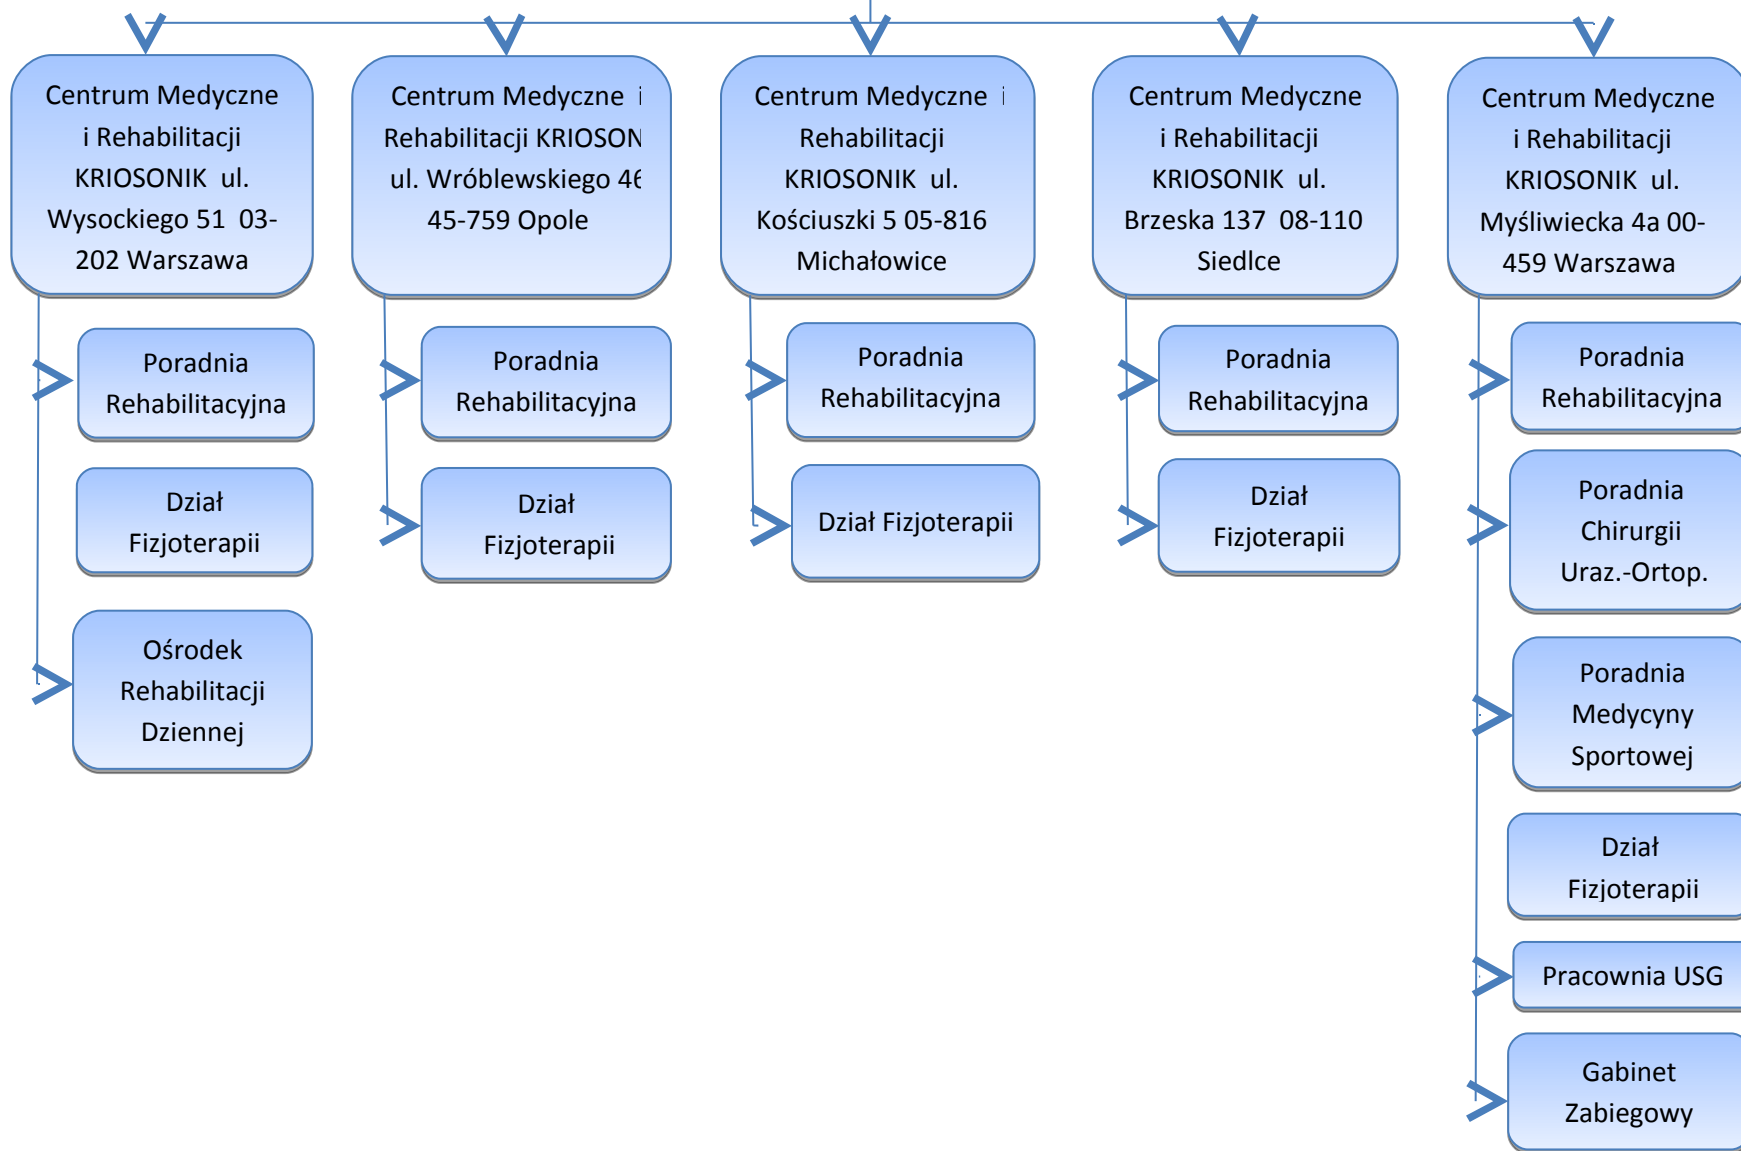 Centrum Medyczne
i Rehabilitacji
KRIOSONIK ul.
Wysockiego 51 03-
202 Warszawa
Centrum Medyczne i
Rehabilitacji KRIOSON
ul. Wróblewskiego 46
45-759 Opole
Centrum Medyczne i
Rehabilitacji
KRIOSONIK ul.
Kościuszki 5 05-816
Michałowice
Centrum Medyczne
i Rehabilitacji
KRIOSONIK ul.
Brzeska 137 08-110
Siedlce
Centrum Medyczne
i Rehabilitacji
KRIOSONIK ul.
Myśliwiecka 4a 00-
459 Warszawa
Poradnia
Rehabilitacyjna
Dział
Fizjoterapii
Ośrodek
Rehabilitacji
Dziennej
Poradnia
Rehabilitacyjna
Dział
Fizjoterapii
Poradnia
Rehabilitacyjna
Dział Fizjoterapii
Poradnia
Rehabilitacyjna
Dział
Fizjoterapii
Poradnia
Rehabilitacyjna
Poradnia
Chirurgii
Uraz.-Ortop.
Poradnia
Medycyny
Sportowej
Dział
Fizjoterapii
Pracownia USG
Gabinet
Zabiegowy